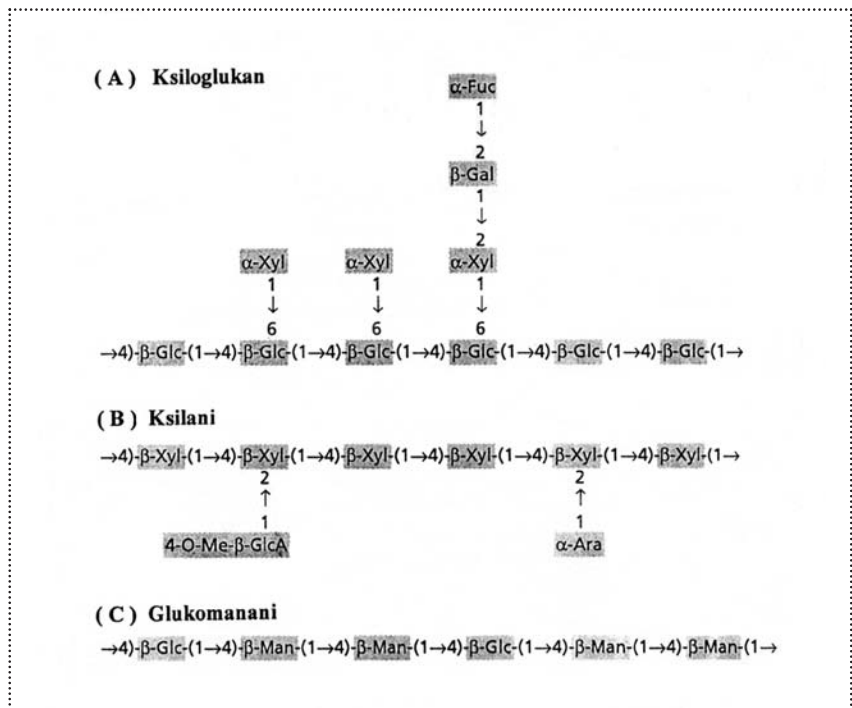 ( A ) Ksiloglukan
α-Fuc
1
↓
2
β-Gal
1
↓
2
α-Xyl α-Xyl α-Xyl
1 1 1
↓ ↓ ↓
6 6 6
→4)-β-Glc-(1→4)-β-Glc-(1→4)-β-Glc-(1→4)-β-Glc-(1→4)-β-Glc-(1→4)-β-Glc-(1→
( B ) Ksilani
→4)-β-Xyl-(1→4)-β-Xyl-(1→4)-β-Xyl-(1→4)-β-Xyl-(1→4)-β-Xyl-(1→4)-β-Xyl-(1→
2 2
↑ ↑
1 1
4-O-Me-β-GlcA α-Ara
( C ) Glukomanani
→4)-β-Glc-(1→4)-β-Man-(1→4)-β-Man-(1→4)-β-Glc-(1→4)-β-Man-(1→4)-β-Man-(1→